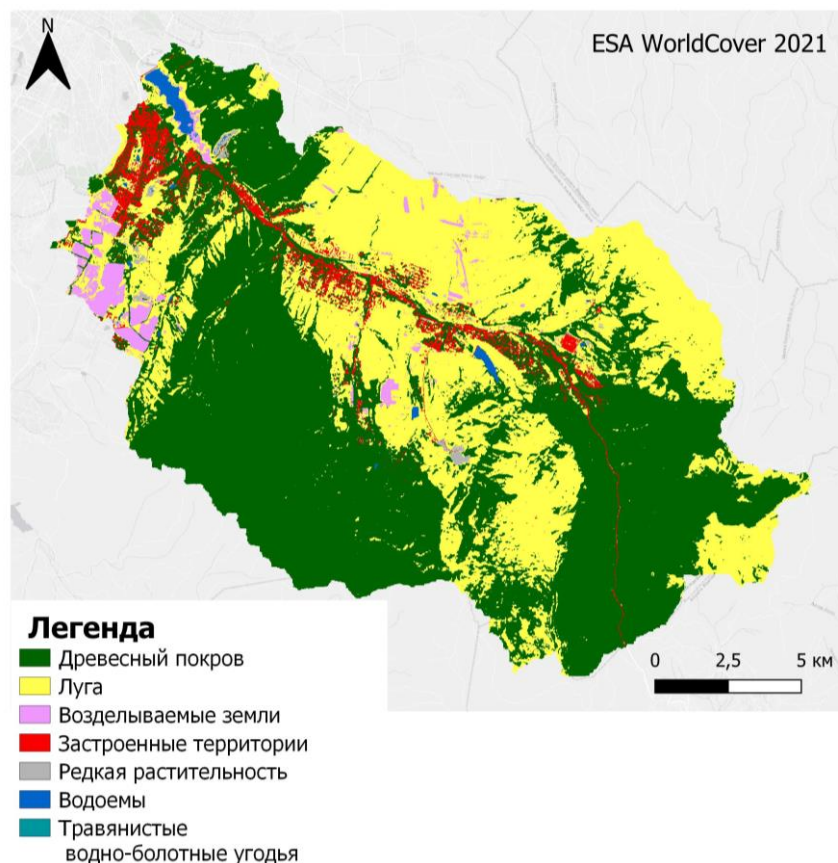 N
ESA WorldCover 2021
Легенда
Древесный покров
Луга
Возделываемые земли
Застроенные территории
Редкая растительность
Водоемы
Травянистые
водно-болотные угодья
0 2,5 5 км